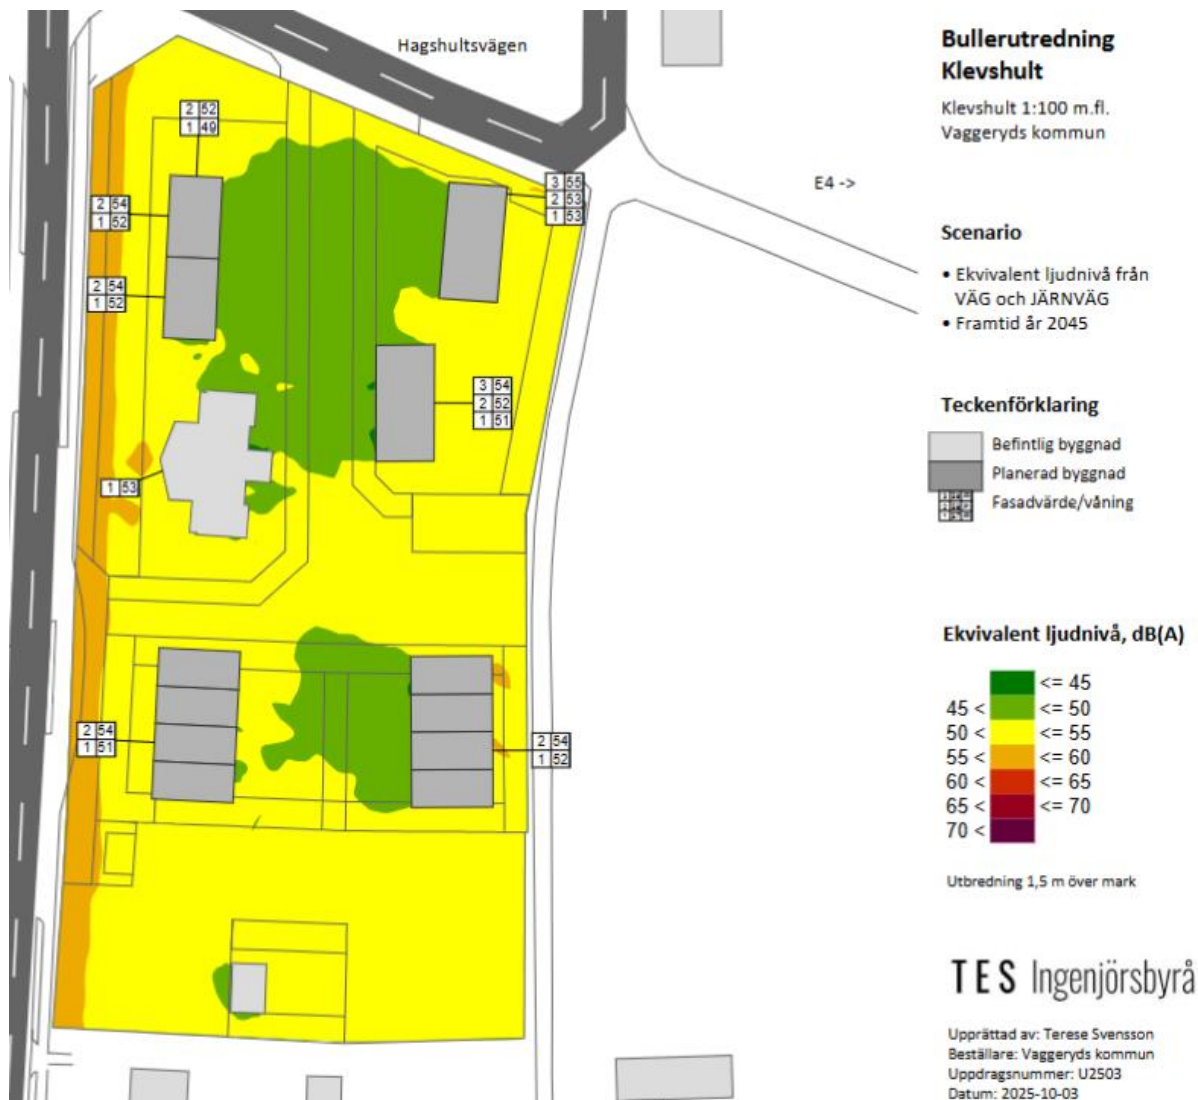 Hagshultsvägen
E4 ->
2 52
1 49
2 54
1 52
2 54
1 52
3 55
2 53
1 53
3 54
2 52
1 51
1 53
2 54
1 51
2 54
1 52
Bullerutredning
Klevshult
Klevshult 1:100 m.fl.
Vaggeryds kommun
Scenario
• Ekvivalent ljudnivå från
VÄG och JÄRNVÄG
• Framtid år 2045
Teckenförklaring
Befintlig byggnad
Planerad byggnad
Fasadvärde/våning
Ekvivalent ljudnivå, dB(A)
<= 45
45 < <= 50
50 < <= 55
55 < <= 60
60 < <= 65
65 < <= 70
70 <
Utbredning 1,5 m över mark
TES Ingenjörsbyrå
Upprättad av: Terese Svensson
Beställare: Vaggeryds kommun
Uppdragsnummer: U2503
Datum: 2025-10-03